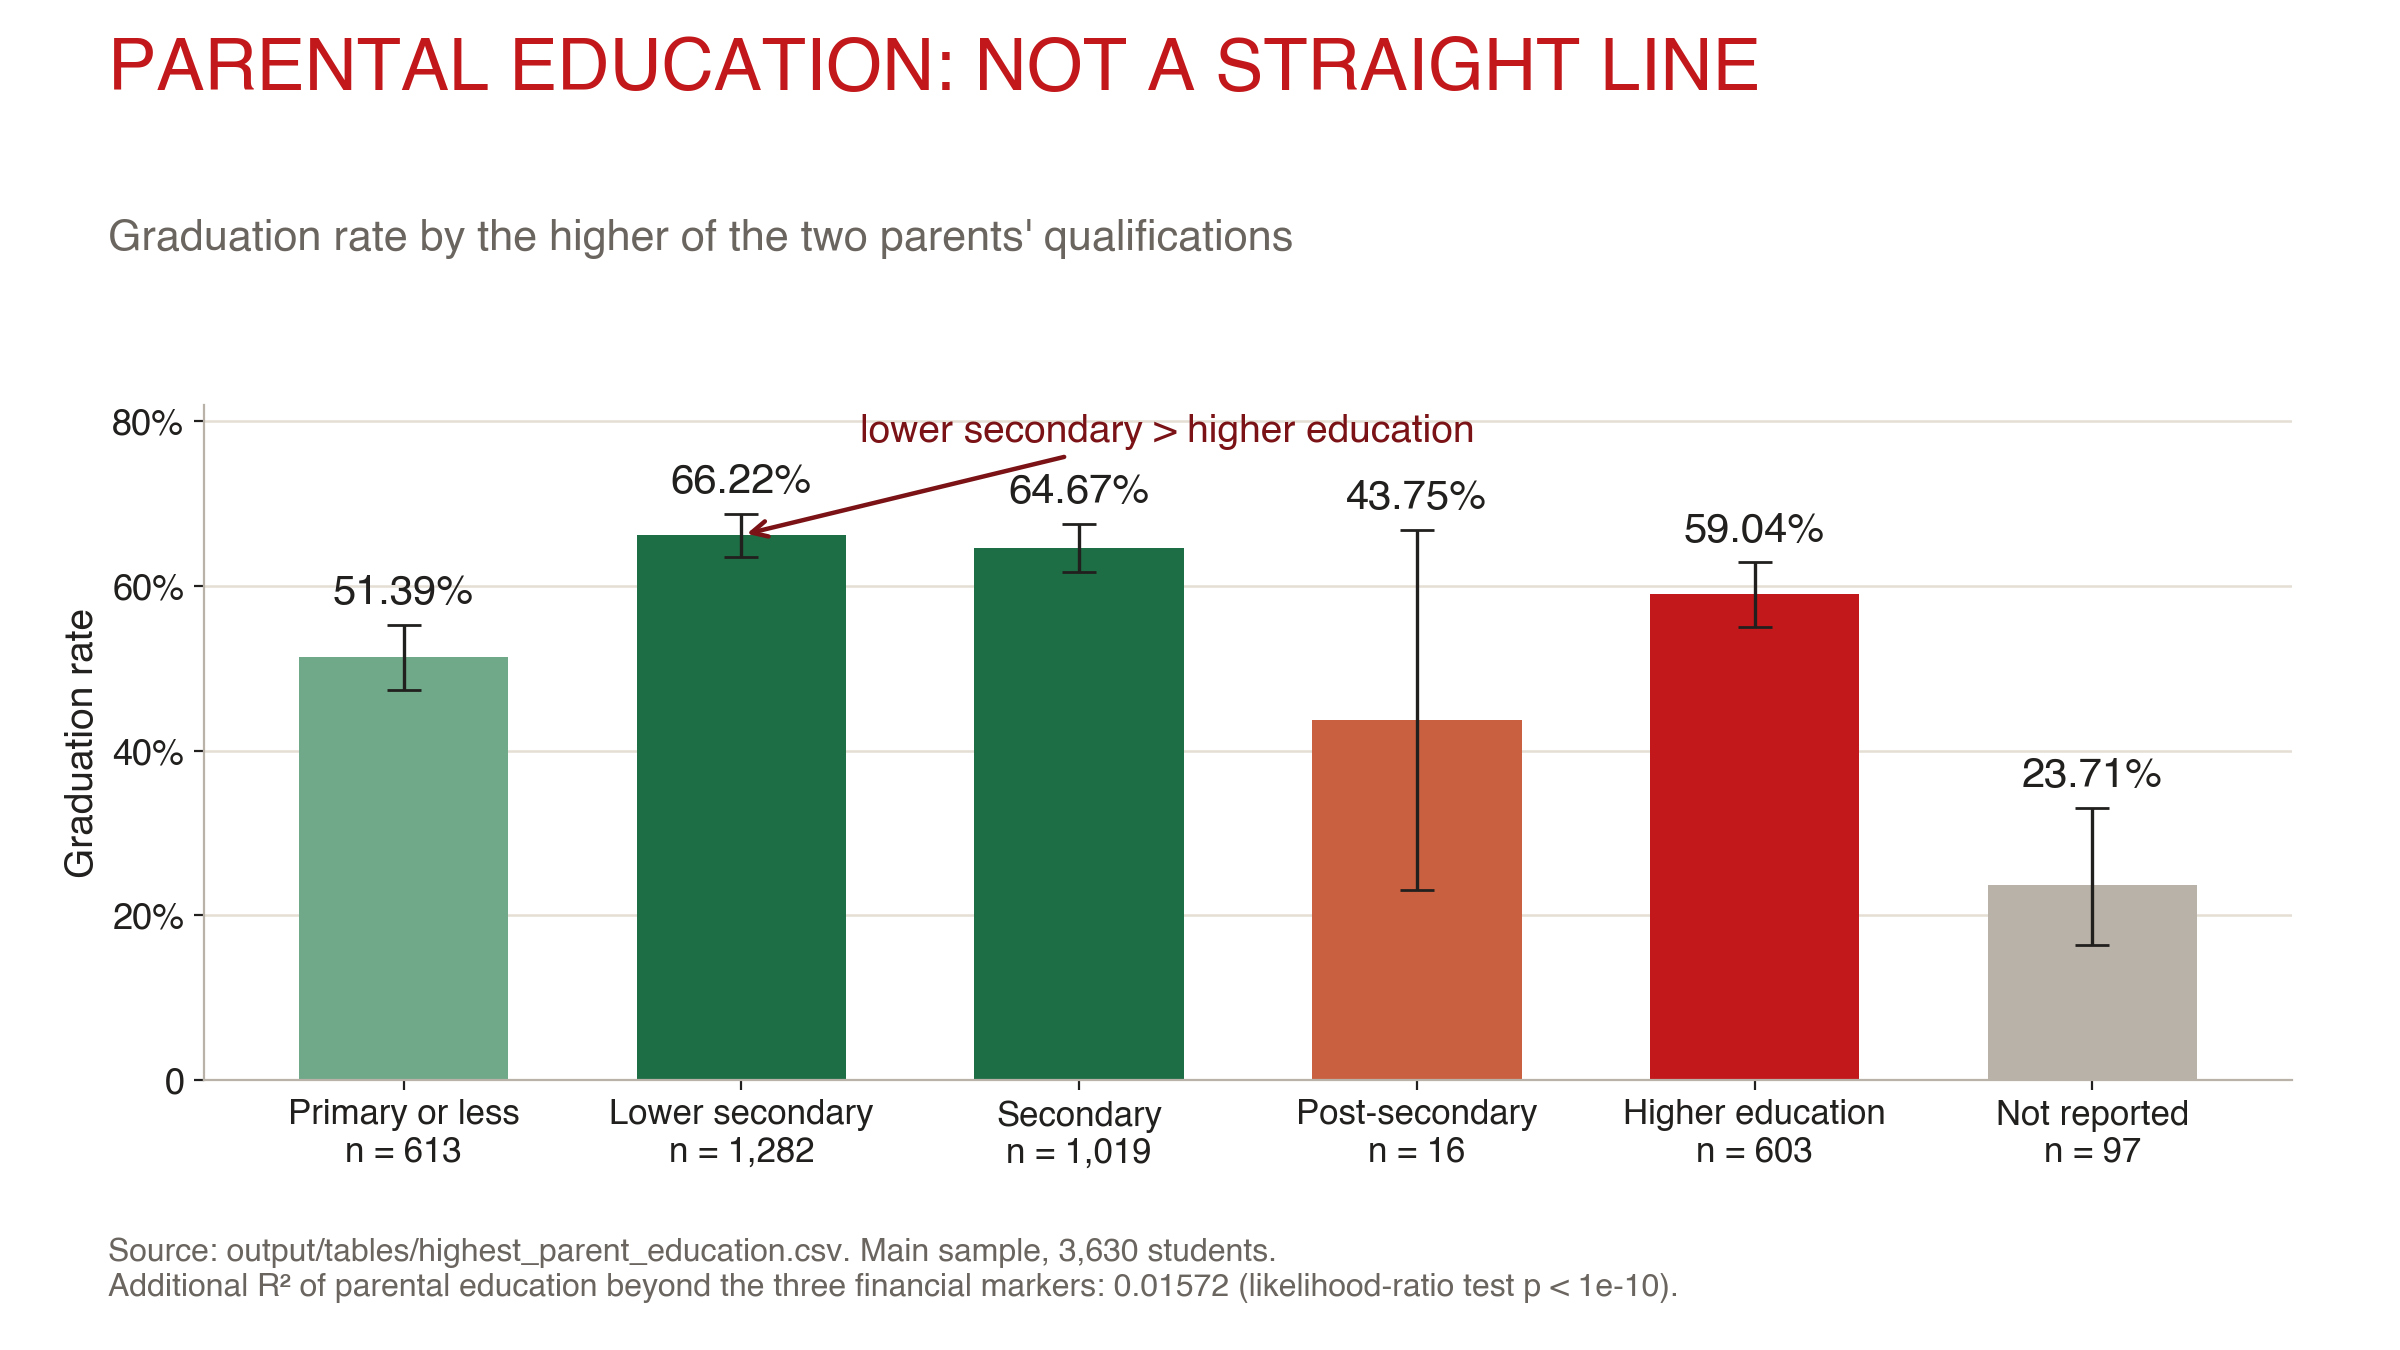 PARENTAL EDUCATION: NOT A STRAIGHT LINE
Graduation rate by the higher of the two parents' qualifications
lower secondary > higher education
80%
60%
40%
20%
0
Graduation rate
51.39%
66.22%
64.67%
43.75%
59.04%
23.71%
Primary or less
n = 613
Lower secondary
n = 1,282
Secondary
n = 1,019
Post-secondary
n = 16
Higher education
n = 603
Not reported
n = 97
Source: output/tables/highest_parent_education.csv. Main sample, 3,630 students.
Additional R² of parental education beyond the three financial markers: 0.01572 (likelihood-ratio test p < 1e-10).